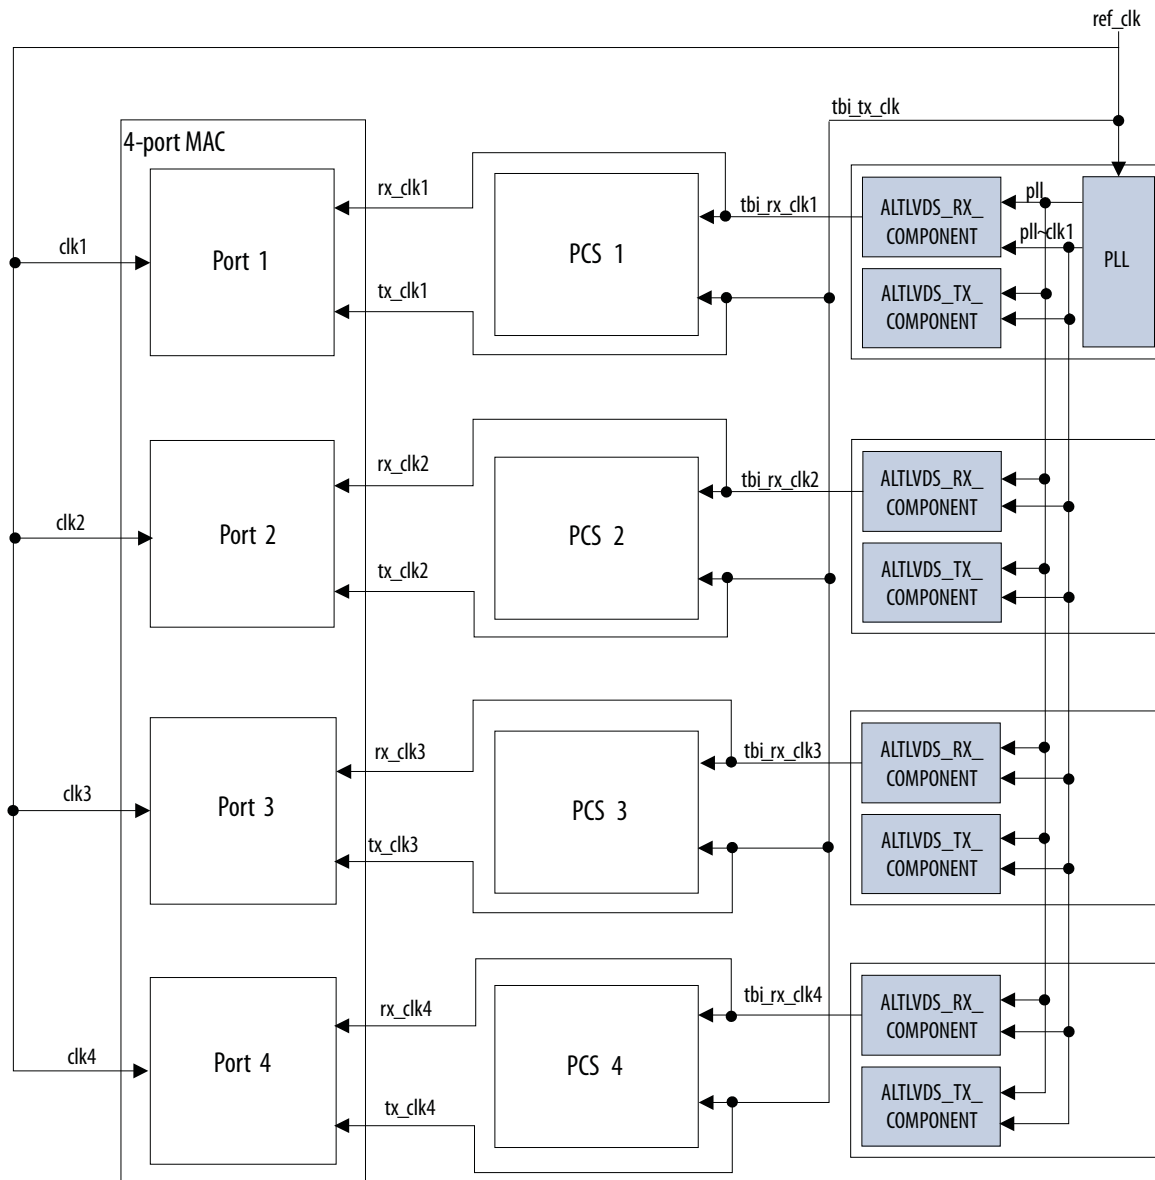 ref_clk
tbi_tx_clk
4-port MAC
rx_clk1
clk1
Port 1
tx_clk1
PCS 1
tbi_rx_clk1
ALTLVDS_RX_
COMPONENT
pll
pll~clk1
PLL
ALTLVDS_TX_
COMPONENT
rx_clk2
clk2
Port 2
tx_clk2
PCS 2
tbi_rx_clk2
ALTLVDS_RX_
COMPONENT
ALTLVDS_TX_
COMPONENT
rx_clk3
clk3
Port 3
tx_clk3
PCS 3
tbi_rx_clk3
ALTLVDS_RX_
COMPONENT
ALTLVDS_TX_
COMPONENT
rx_clk4
clk4
Port 4
tx_clk4
PCS 4
tbi_rx_clk4
ALTLVDS_RX_
COMPONENT
ALTLVDS_TX_
COMPONENT